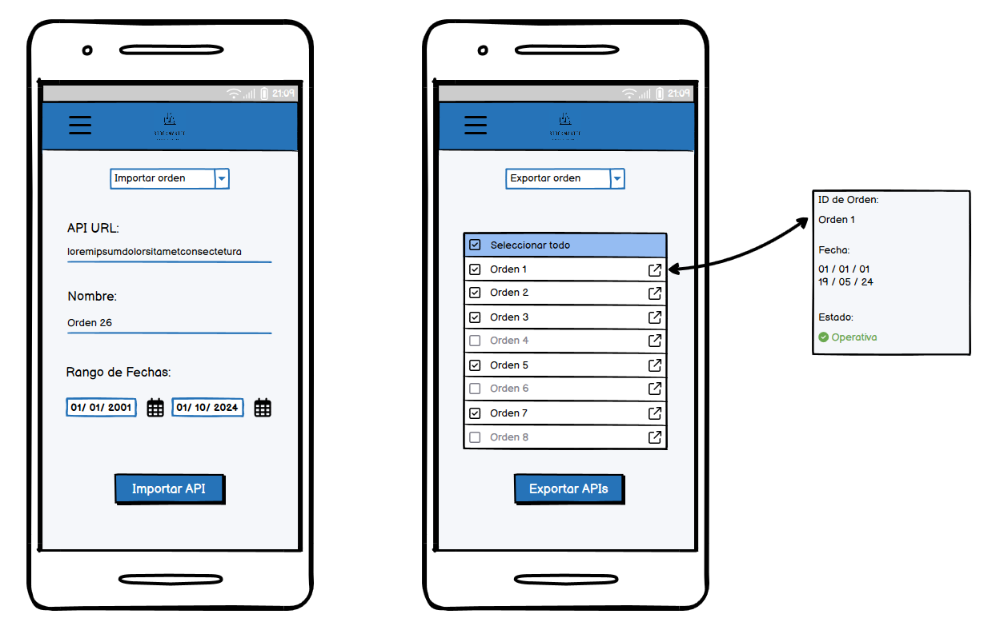 21:09
Importar orden
API URL:
loremipsumdolorsitametconsectetura
Nombre:
Orden 26
Rango de Fechas:
01/ 01/ 2001
01/ 10/ 2024
Importar API
21:09
Exportar orden
Seleccionar todo
Orden 1
Orden 2
Orden 3
Orden 4
Orden 5
Orden 6
Orden 7
Orden 8
Exportar APIs
ID de Orden:
Orden 1
Fecha:
01 / 01 / 01
19 / 05 / 24
Estado:
Operativa